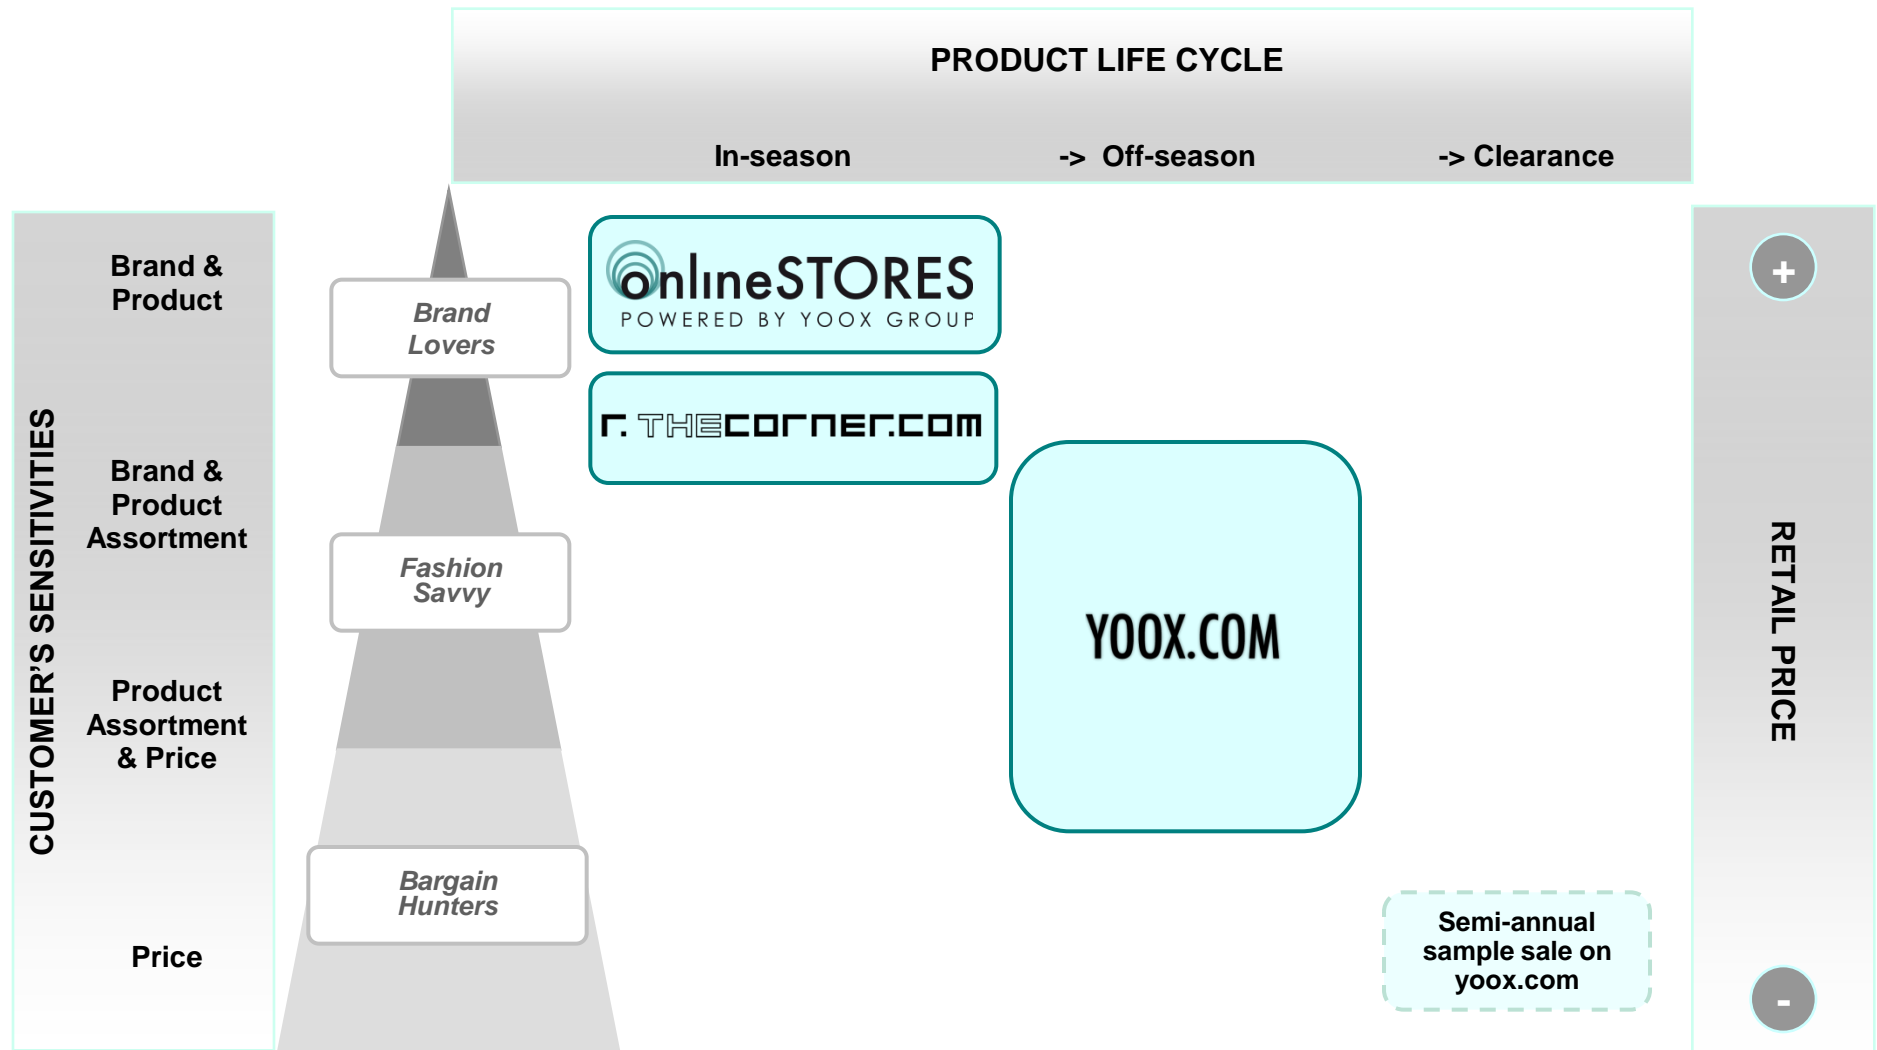 PRODUCT LIFE CYCLE
In-season
-> Off-season
-> Clearance
CUSTOMER'S SENSITIVITIES
Brand &
Product
Brand &
Product
Assortment
Product
Assortment
& Price
Price
Brand
Lovers
Fashion
Savvy
Bargain
Hunters
onlineSTORES
POWERED BY YOOX GROUP
r. THECORNER.COM
YOOX.COM
Semi-annual
sample sale on
yoox.com
+
RETAIL PRICE
-